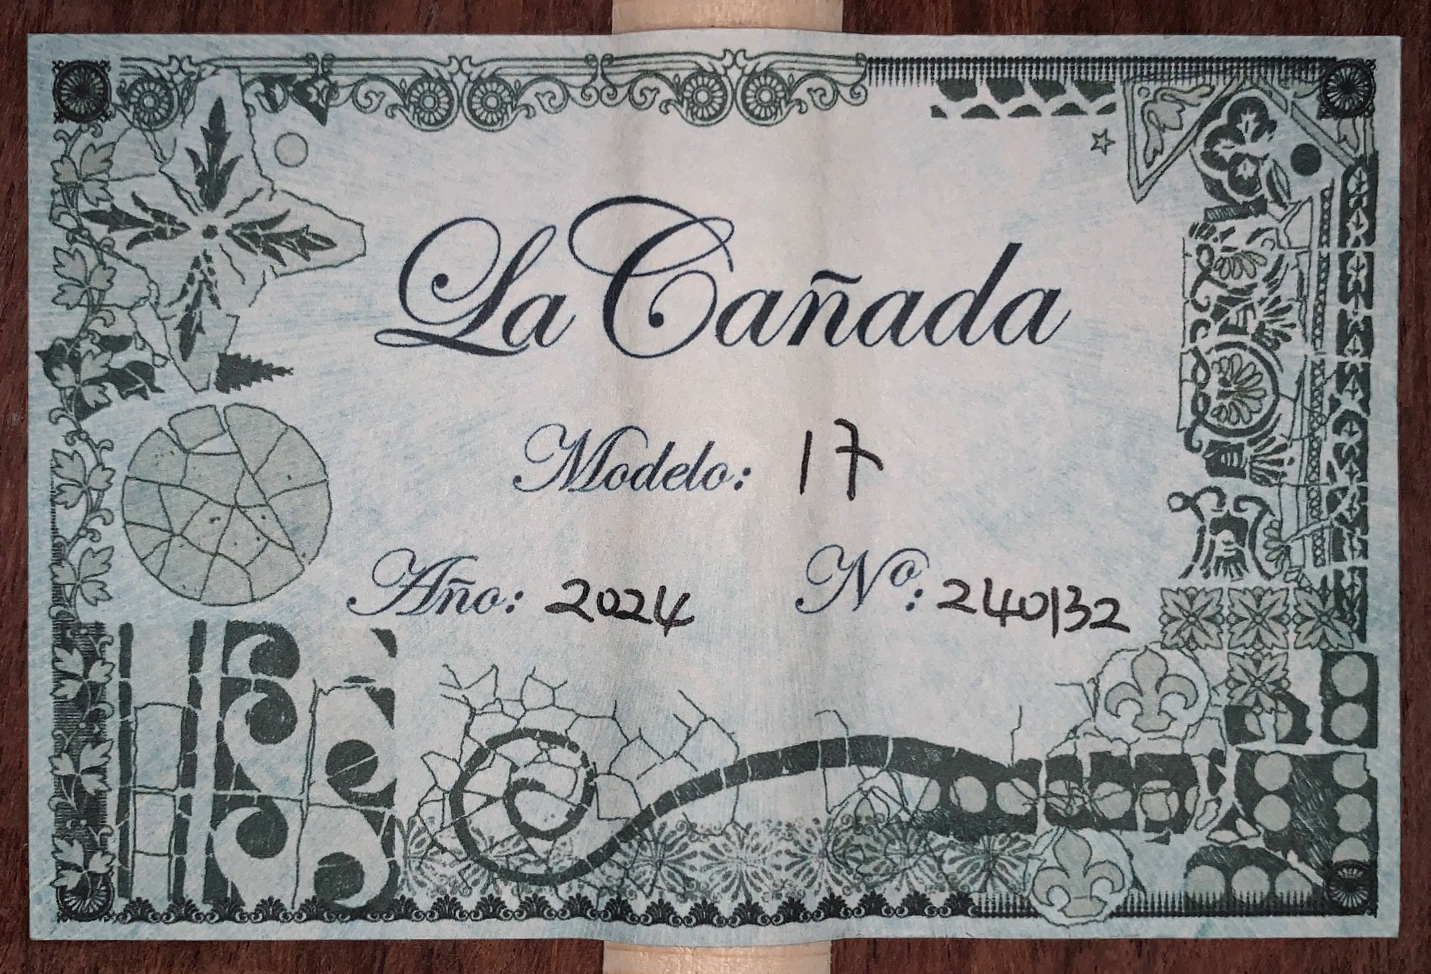 La Cañada
Modelo: 17
Año: 2024 Nº: 240132